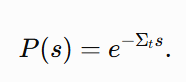 P(s) = e^{-Σ_t s}.